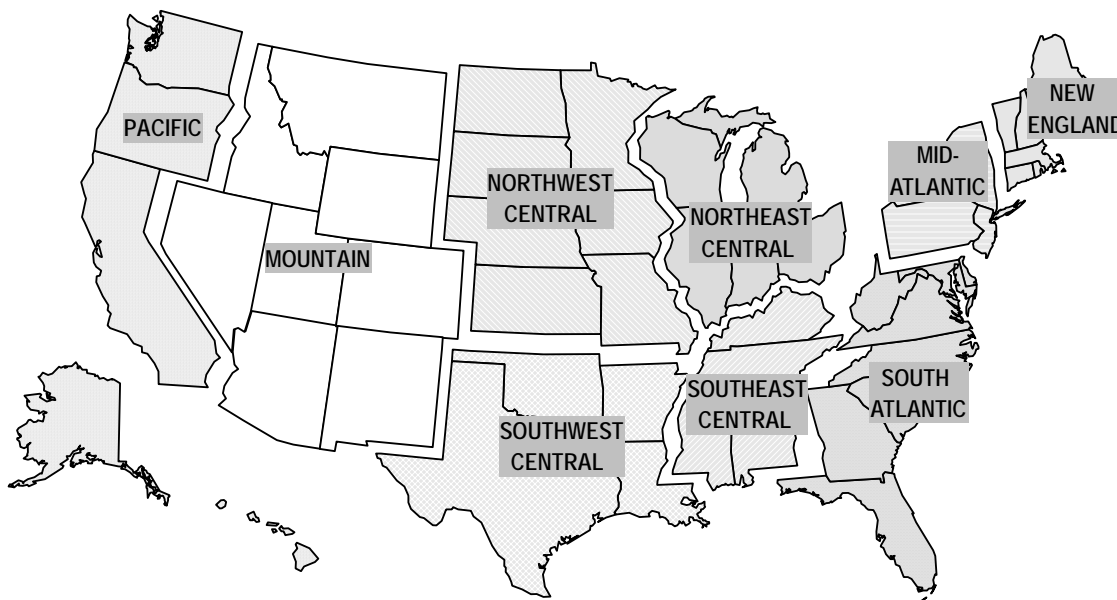 PACIFIC
MOUNTAIN
NORTHWEST
CENTRAL
SOUTHWEST
CENTRAL
NORTHEAST
CENTRAL
SOUTHEAST
CENTRAL
MID-
ATLANTIC
SOUTH
ATLANTIC
NEW
ENGLAND